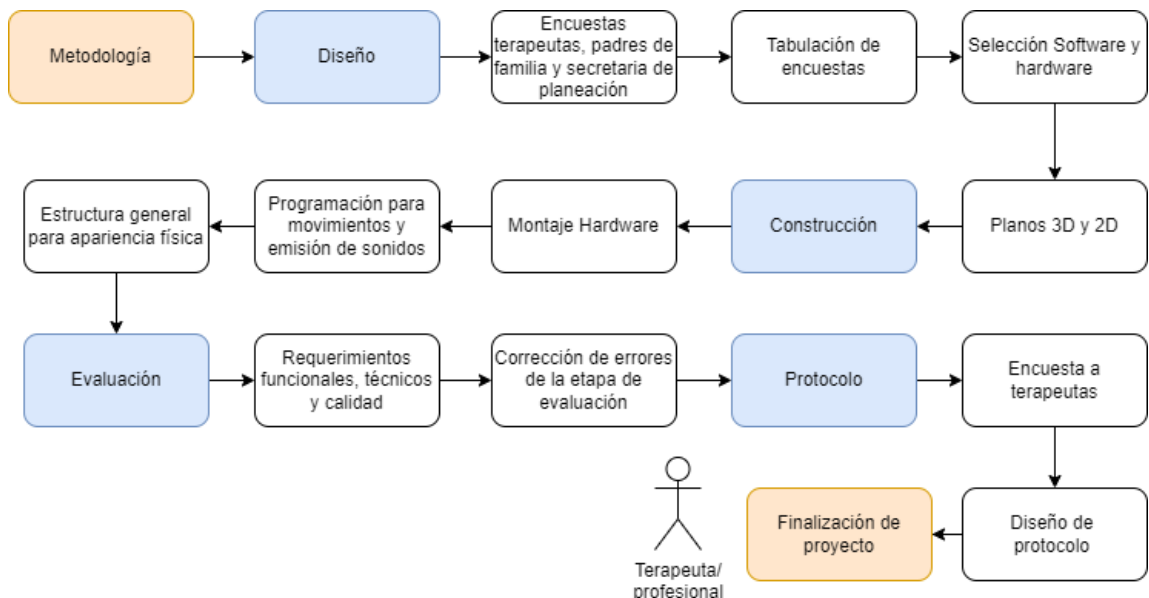 Metodología
Diseño
Encuestas
terapeutas, padres de
familia y secretaria de
planeación
Tabulación de
encuestas
Selección Software y
hardware
Estructura general
para apariencia física
Programación para
movimientos y
emisión de sonidos
Montaje Hardware
Construcción
Planos 3D y 2D
Evaluación
Requerimientos
funcionales, técnicos
y calidad
Corrección de errores
de la etapa de
evaluación
Protocolo
Encuesta a
terapeutas
Terapeuta/
profesional
Finalización de
proyecto
Diseño de
protocolo